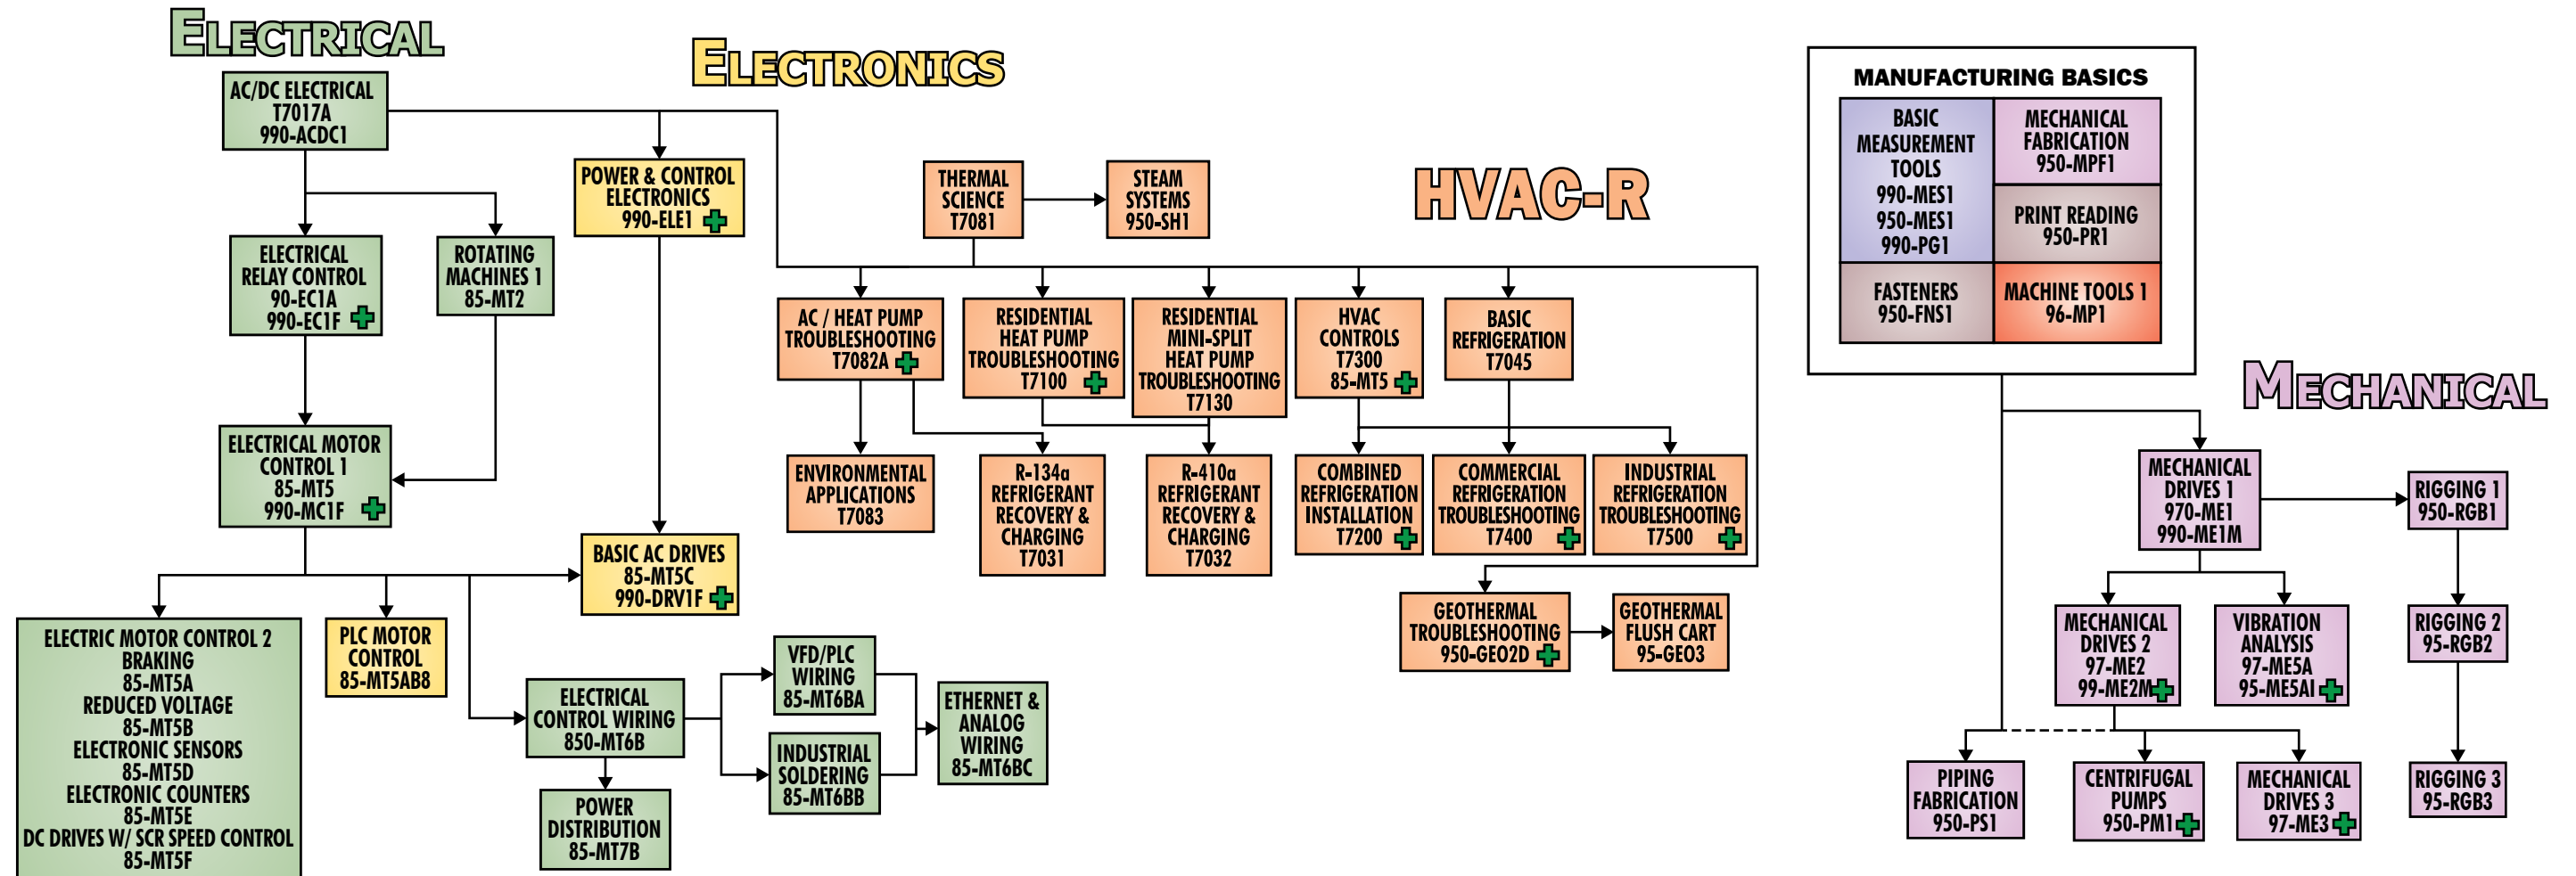 ELECTRICAL
AC/DC ELECTRICAL
T7017A
990-ACDC1
ELECTRICAL
RELAY CONTROL
90-EC1A
990-EC1F
ROTATING
MACHINES 1
85-MT2
ELECTRICAL MOTOR
CONTROL 1
85-MT5
990-MC1F
ELECTRIC MOTOR CONTROL 2
BRAKING
85-MT5A
REDUCED VOLTAGE
85-MT5B
ELECTRONIC SENSORS
85-MT5D
ELECTRONIC COUNTERS
85-MT5E
DC DRIVES W/ SCR SPEED CONTROL
85-MT5F
PLC MOTOR
CONTROL
85-MT5AB8
ELECTRICAL
CONTROL WIRING
850-MT6B
POWER
DISTRIBUTION
85-MT7B
VFD/PLC
WIRING
85-MT6BA
INDUSTRIAL
SOLDERING
85-MT6BB
ETHERNET &
ANALOG
WIRING
85-MT6BC
ELECTRONICS
POWER & CONTROL
ELECTRONICS
990-ELE1
BASIC AC DRIVES
85-MT5C
990-DRV1F
HVAC-R
THERMAL
SCIENCE
T7081
STEAM
SYSTEMS
950-SH1
AC / HEAT PUMP
TROUBLESHOOTING
T7082A
RESIDENTIAL
HEAT PUMP
TROUBLESHOOTING
T7100
RESIDENTIAL
MINI-SPLIT
HEAT PUMP
TROUBLESHOOTING
T7130
HVAC
CONTROLS
T7300
85-MT5
BASIC
REFRIGERATION
T7045
ENVIRONMENTAL
APPLICATIONS
T7083
R-134a
REFRIGERANT
RECOVERY &
CHARGING
T7031
R-410a
REFRIGERANT
RECOVERY &
CHARGING
T7032
COMBINED
REFRIGERATION
INSTALLATION
T7200
COMMERCIAL
REFRIGERATION
TROUBLESHOOTING
T7400
INDUSTRIAL
REFRIGERATION
TROUBLESHOOTING
T7500
GEOTHERMAL
TROUBLESHOOTING
950-GEO2D
GEOTHERMAL
FLUSH CART
95-GEO3
MANUFACTURING BASICS
BASIC
MEASUREMENT
TOOLS
990-MES1
950-MES1
990-PG1
MECHANICAL
FABRICATION
950-MPF1
PRINT READING
950-PR1
FASTENERS
950-FNS1
MACHINE TOOLS 1
96-MP1
MECHANICAL
MECHANICAL
DRIVES 1
970-ME1
990-ME1M
RIGGING 1
950-RGB1
MECHANICAL
DRIVES 2
97-ME2
99-ME2M
VIBRATION
ANALYSIS
97-ME5A
95-ME5AI
RIGGING 2
95-RGB2
PIPING
FABRICATION
950-PS1
CENTRIFUGAL
PUMPS
950-PM1
MECHANICAL
DRIVES 3
97-ME3
RIGGING 3
95-RGB3